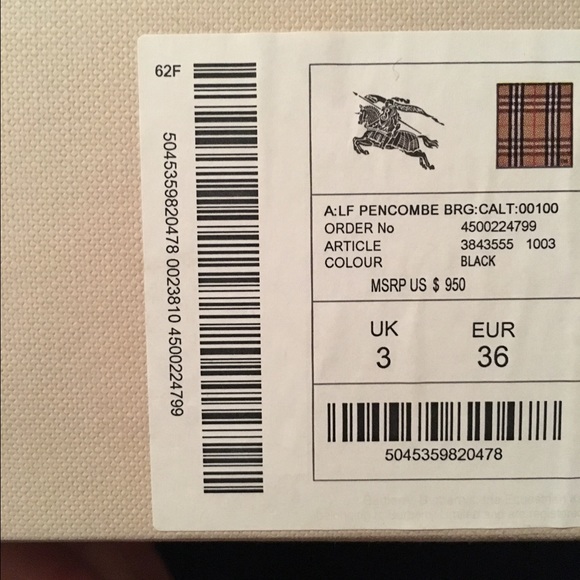 62F
5045359820478 0023810 4500224799
A:LF PENCOMBE BRG:CALT:00100
ORDER No 4500224799
ARTICLE 3843555 1003
COLOUR BLACK
MSRP US $ 950
UK EUR
3 36
5045359820478